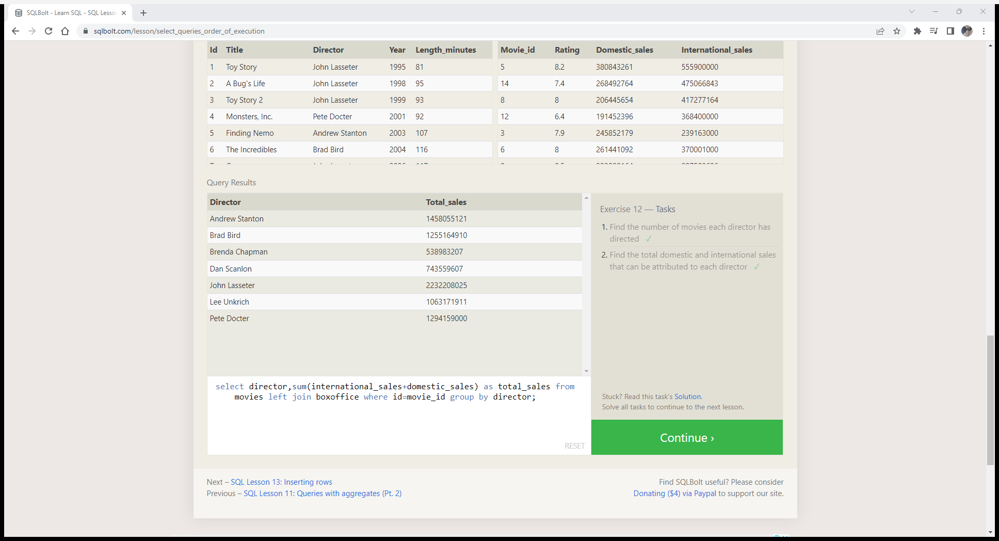 SQLBolt - Learn SQL - SQL Lesso
sqlbolt.com/lesson/select_queries_order_of_execution
Id Title Director Year Length_minutes
1 Toy Story John Lasseter 1995 81
2 A Bug's Life John Lasseter 1998 95
3 Toy Story 2 John Lasseter 1999 93
4 Monsters, Inc. Pete Docter 2001 92
5 Finding Nemo Andrew Stanton 2003 107
6 The Incredibles Brad Bird 2004 116
Movie_id Rating Domestic_sales International_sales
5 8.2 380843261 555900000
14 7.4 268492764 475066843
8 8 206445654 417277164
12 6.4 191452396 368400000
3 7.9 245852179 239163000
6 8 261441092 370001000
Query Results
Director Total_sales
Andrew Stanton 1458055121
Brad Bird 1255164910
Brenda Chapman 538983207
Dan Scanlon 743559607
John Lasseter 2232208025
Lee Unkrich 1063171911
Pete Docter 1294159000
select director,sum(international_sales+domestic_sales) as total_sales from
movies left join boxoffice where id=movie_id group by director;
RESET
Exercise 12 — Tasks
1. Find the number of movies each director has
directed ✓
2. Find the total domestic and international sales
that can be attributed to each director ✓
Stuck? Read this task's Solution.
Solve all tasks to continue to the next lesson.
Continue ›
Next – SQL Lesson 13: Inserting rows
Previous – SQL Lesson 11: Queries with aggregates (Pt. 2)
Find SQLBolt useful? Please consider
Donating ($4) via Paypal to support our site.